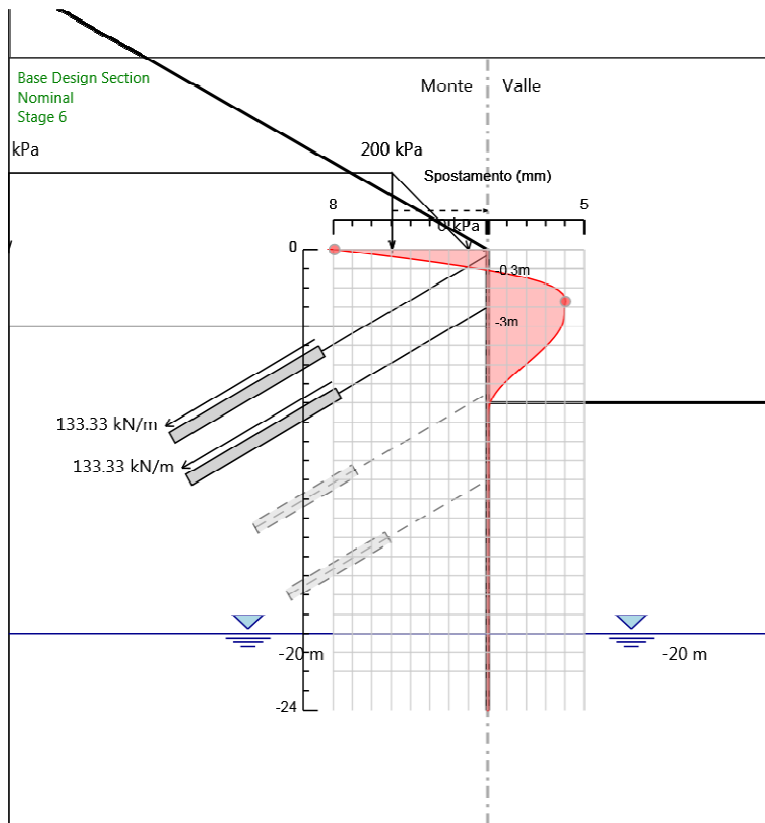 Base Design Section
Nominal
Stage 6
Monte
Valle
kPa
200 kPa
Spostamento (mm)
8
5
kPa
0
-0.3m
-3m
133.33 kN/m
133.33 kN/m
-20 m
-20 m
-24